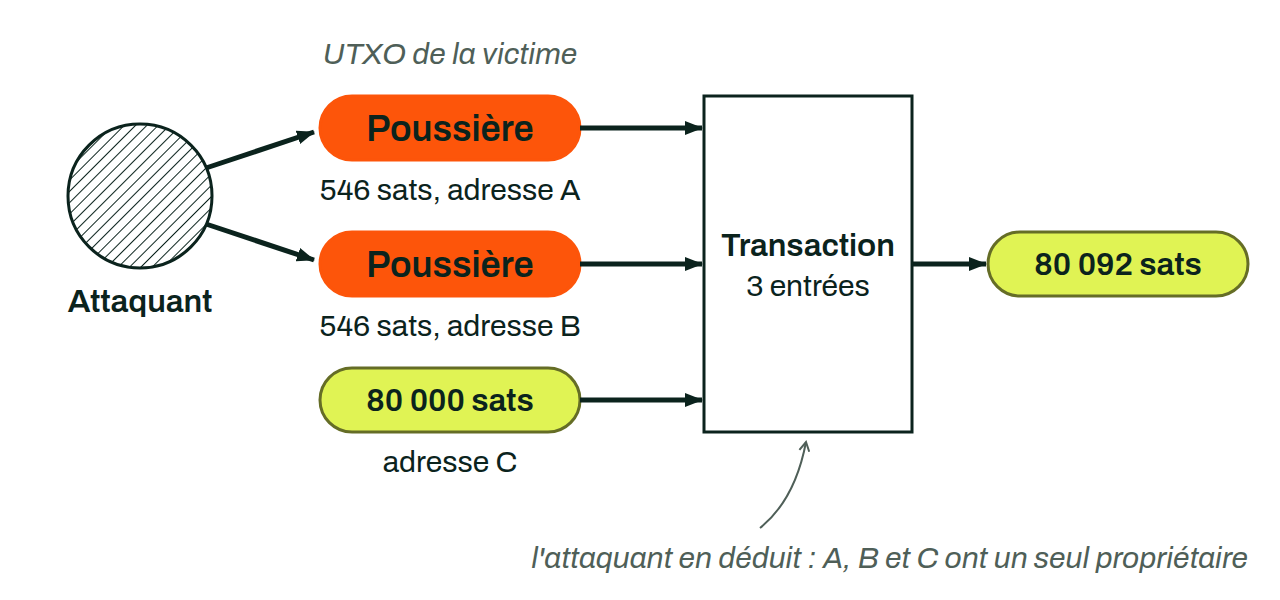 UTXO de la victime
Poussière
546 sats, adresse A
Attaquant
Poussière
546 sats, adresse B
80 000 sats
adresse C
Transaction
3 entrées
80 092 sats
l'attaquant en déduit : A, B et C ont un seul propriétaire